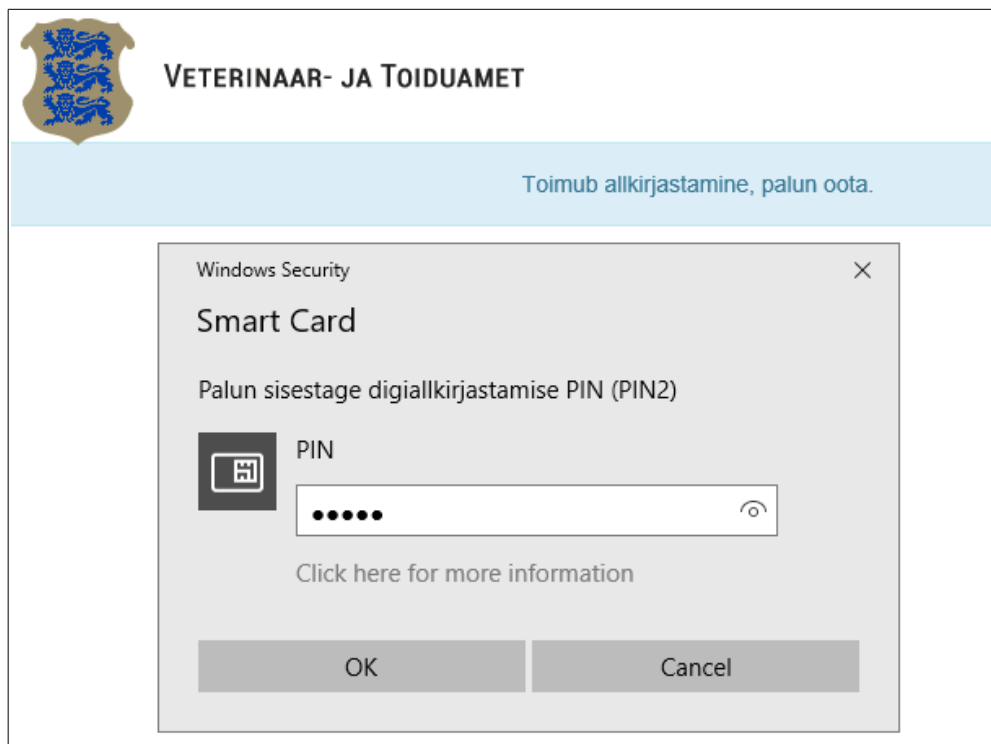 VETERINAAR- JA TOIDUAMET
Toimub allkirjastamine, palun oota.
Windows Security
Smart Card
Palun sisestage digiallkirjastamise PIN (PIN2)
PIN
•••••
Click here for more information
OK Cancel